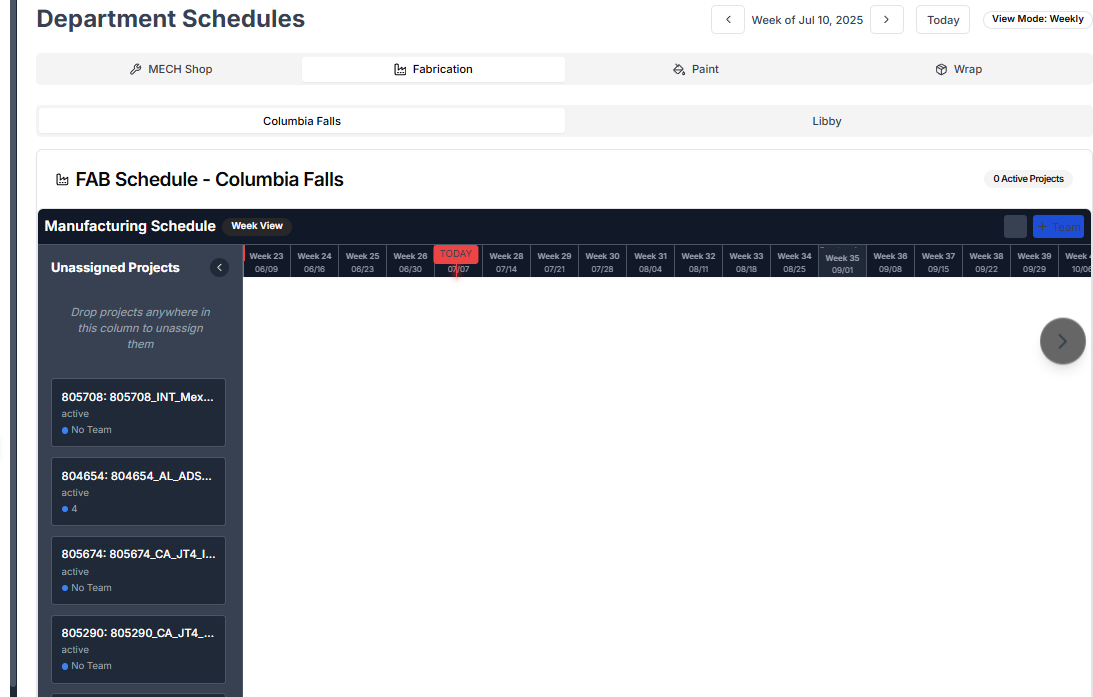 Department Schedules
Week of Jul 10, 2025
Today
View Mode: Weekly
MECH Shop
Fabrication
Paint
Wrap
Columbia Falls
Libby
FAB Schedule - Columbia Falls
0 Active Projects
Manufacturing Schedule
Week View
+ Team
Unassigned Projects
Week 23 Week 24 Week 25 Week 26 TODAY Week 28 Week 29 Week 30 Week 31 Week 32 Week 33 Week 34 Week 35 Week 36 Week 37 Week 38 Week 39 Week
06/09 06/16 06/23 06/30 07/07 07/14 07/21 07/28 08/04 08/11 08/18 08/25 09/01 09/08 09/15 09/22 09/29 10/06
Drop projects anywhere in
this column to unassign
them
805708: 805708_INT_Mex...
active
No Team
804654: 804654_AL_ADS...
active
4
805674: 805674_CA_JT4_I...
active
No Team
805290: 805290_CA_JT4_...
active
No Team